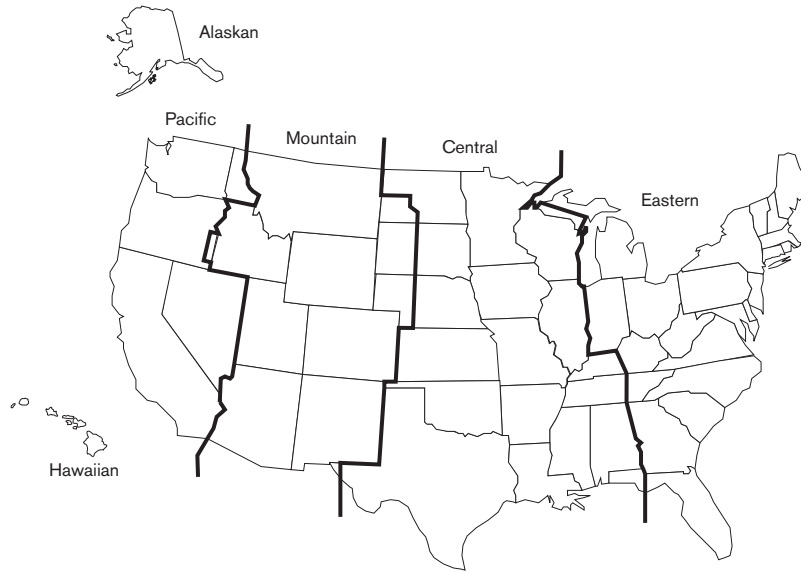 Alaskan
Pacific
Mountain
Central
Eastern
Hawaiian